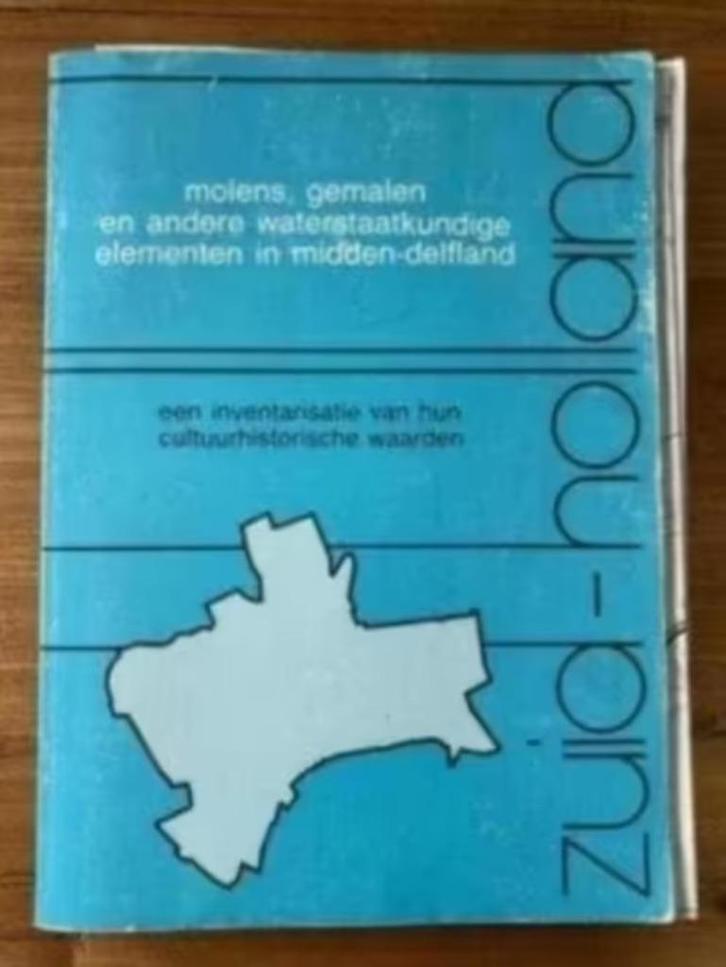 molens, gemalen
en andere waterstaatkundige
elementen in midden-delfland
een inventarisatie van hun
cultuurhistorische waarden
zuid-holland